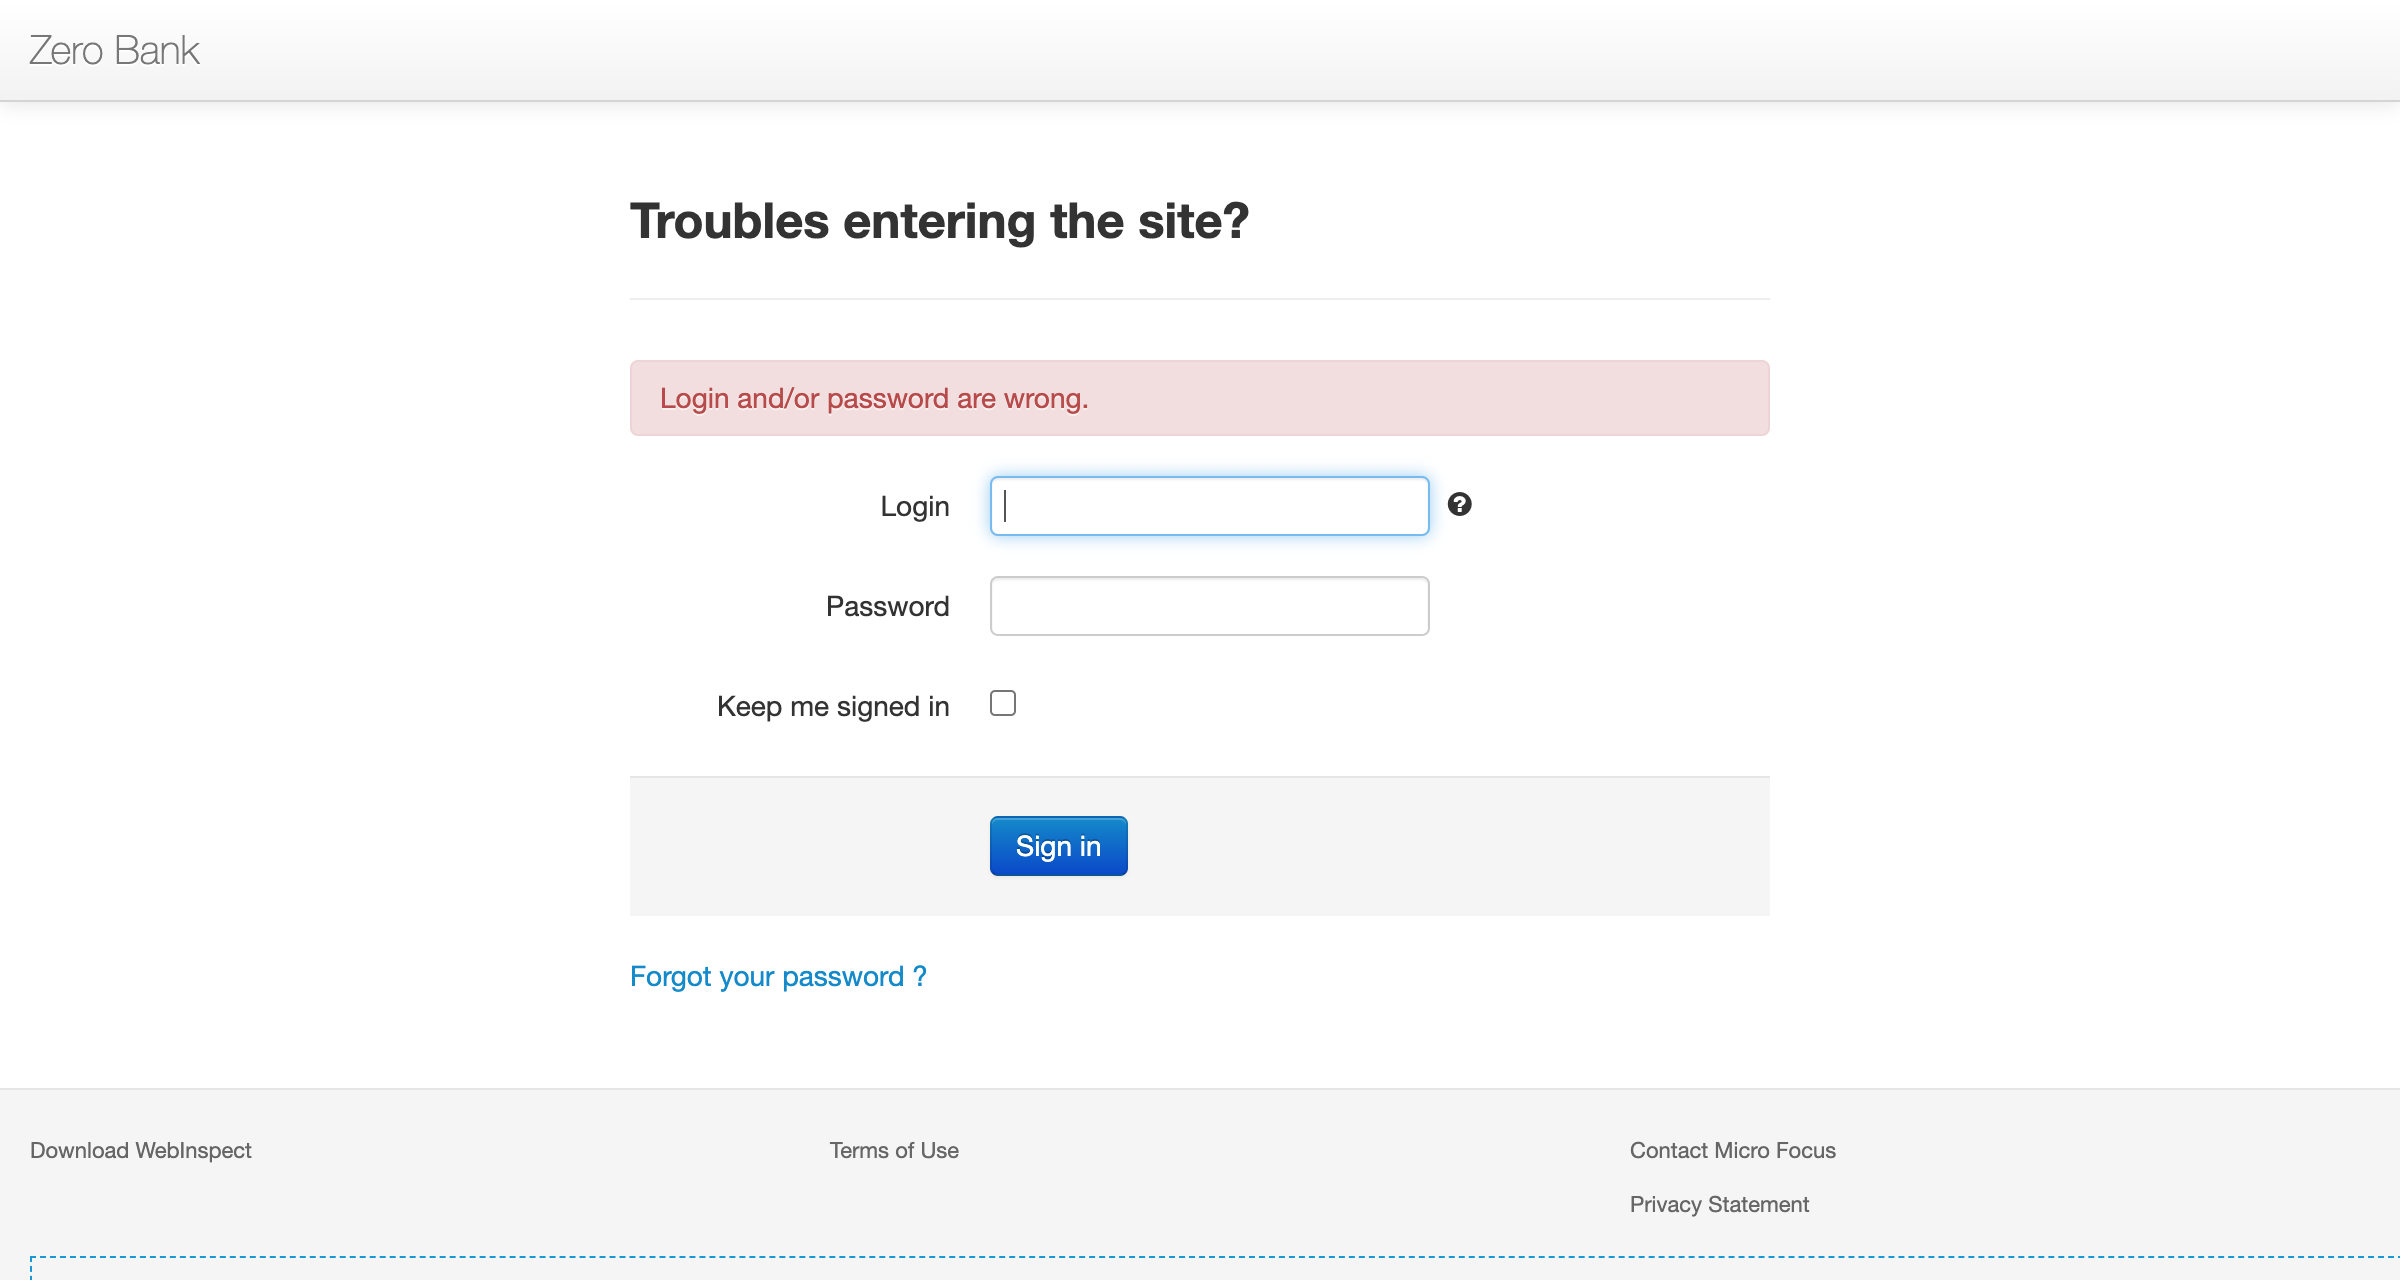 Zero Bank
Troubles entering the site?
Login and/or password are wrong.
Login
Password
Keep me signed in
Sign in
Forgot your password ?
Download WebInspect
Terms of Use
Contact Micro Focus
Privacy Statement